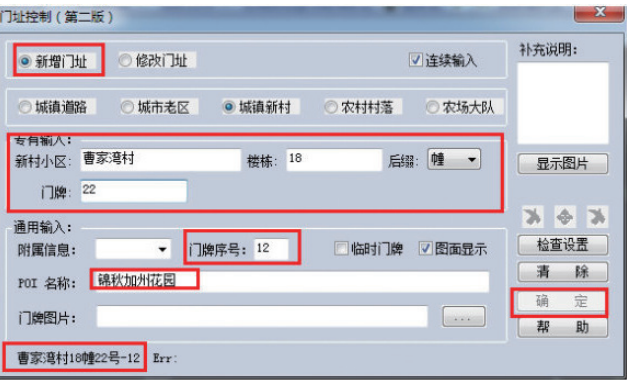 门址控制（第二版）
新增门址 修改门址 连续输入 补充说明：
城镇道路 城市老区 城镇新村 农村村落 农场大队
专有输入：
新村小区： 曹家湾村 楼栋： 18 后缀： 幢
门牌： 22
显示图片
通用输入：
附属信息： 门牌序号： 12 临时门牌 图面显示
检查设置
POI 名称： 锦秋加州花园
清 除
门牌图片： ...
确 定
帮 助
曹家湾村18幢22号-12 Err: